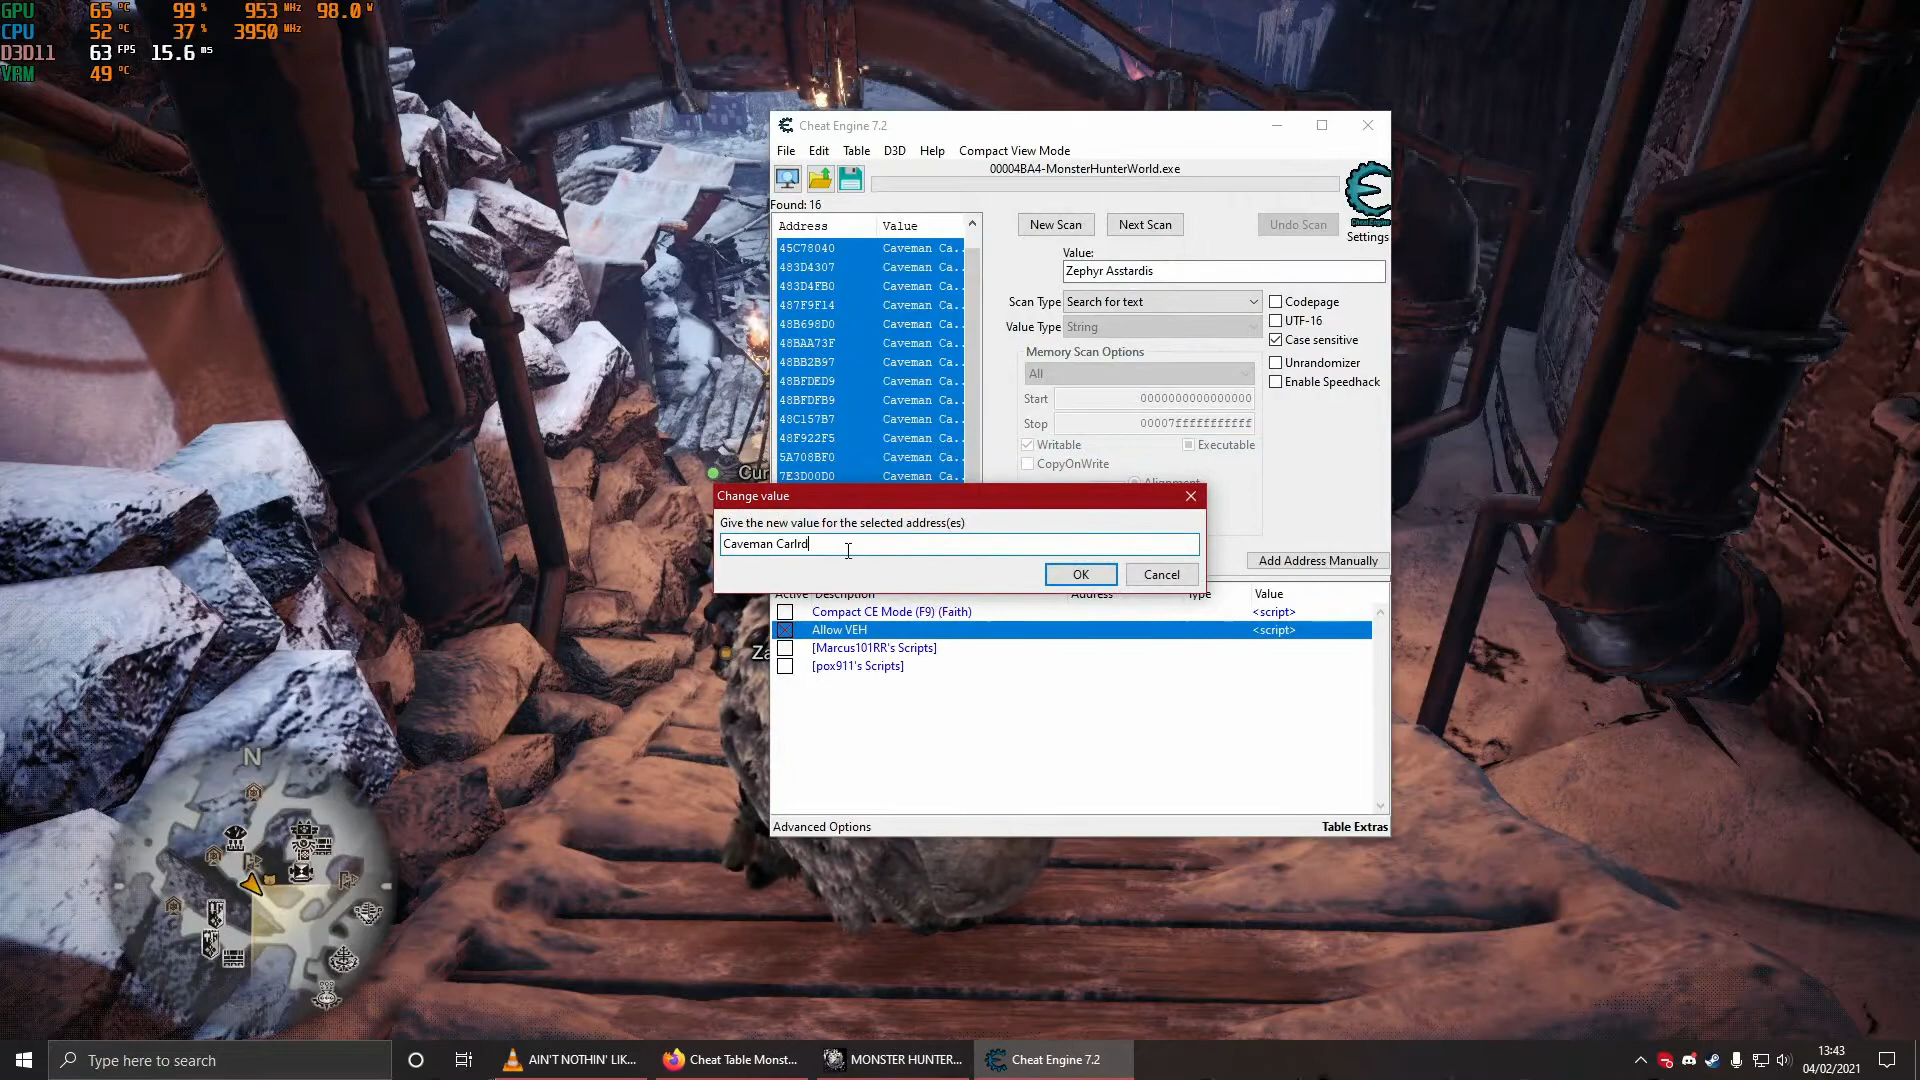 GPU 65 °C 99 % 953 MHz 98.0 W
CPU 52 °C 37 % 3950 MHz
D3D11 63 FPS 15.6 ms
VRM 49 °C
Cheat Engine 7.2
File Edit Table D3D Help Compact View Mode
00004BA4-MonsterHunterWorld.exe
Found: 16
Cheat Engine
Settings
Address Value
45C78040 Caveman Ca..
483D4307 Caveman Ca..
483D4FB0 Caveman Ca..
487F9F14 Caveman Ca..
48B698D0 Caveman Ca..
48BAA73F Caveman Ca..
48BB2B97 Caveman Ca..
48BFDED9 Caveman Ca..
48BFDFB9 Caveman Ca..
48C157B7 Caveman Ca..
48F922F5 Caveman Ca..
5A708BF0 Caveman Ca..
7E3D00D0 Caveman Ca..
New Scan Next Scan Undo Scan
Value:
Zephyr Asstardis
Scan Type Search for text
Value Type String
Codepage
UTF-16
Case sensitive
Unrandomizer
Enable Speedhack
Memory Scan Options
All
Start 0000000000000000
Stop 00007fffffffffff
Writable Executable
CopyOnWrite
Alignment
Cur
Za
Change value
Give the new value for the selected address(es)
Caveman Carlrd
OK Cancel
Add Address Manually
Active Description Address Type Value
Compact CE Mode (F9) (Faith) <script>
Allow VEH <script>
[Marcus101RR's Scripts]
[pox911's Scripts]
Advanced Options Table Extras
N
Type here to search
AIN'T NOTHIN' LIK...
Cheat Table Monst...
MONSTER HUNTER...
Cheat Engine 7.2
13:43
04/02/2021